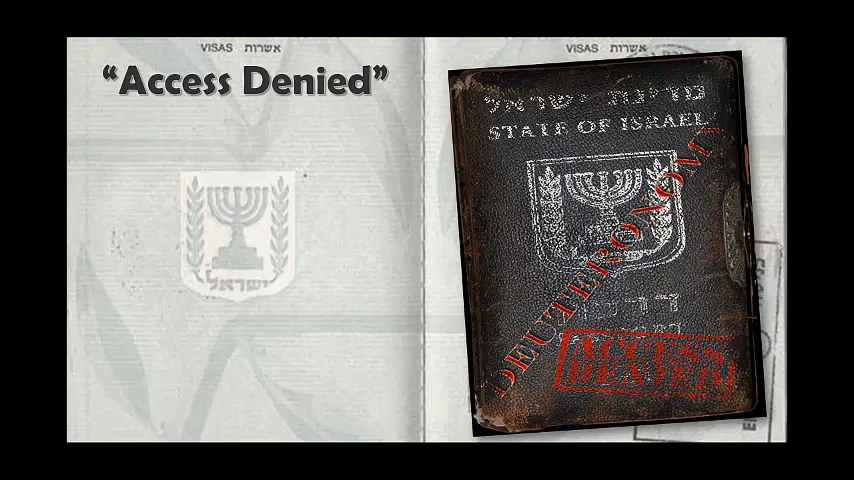 VISAS אשרות
"Access Denied"
ישראל
VISAS אשרות
מדינת ישראל
STATE OF ISRAEL
DEUTERONOMY
ACCESS
DENIED